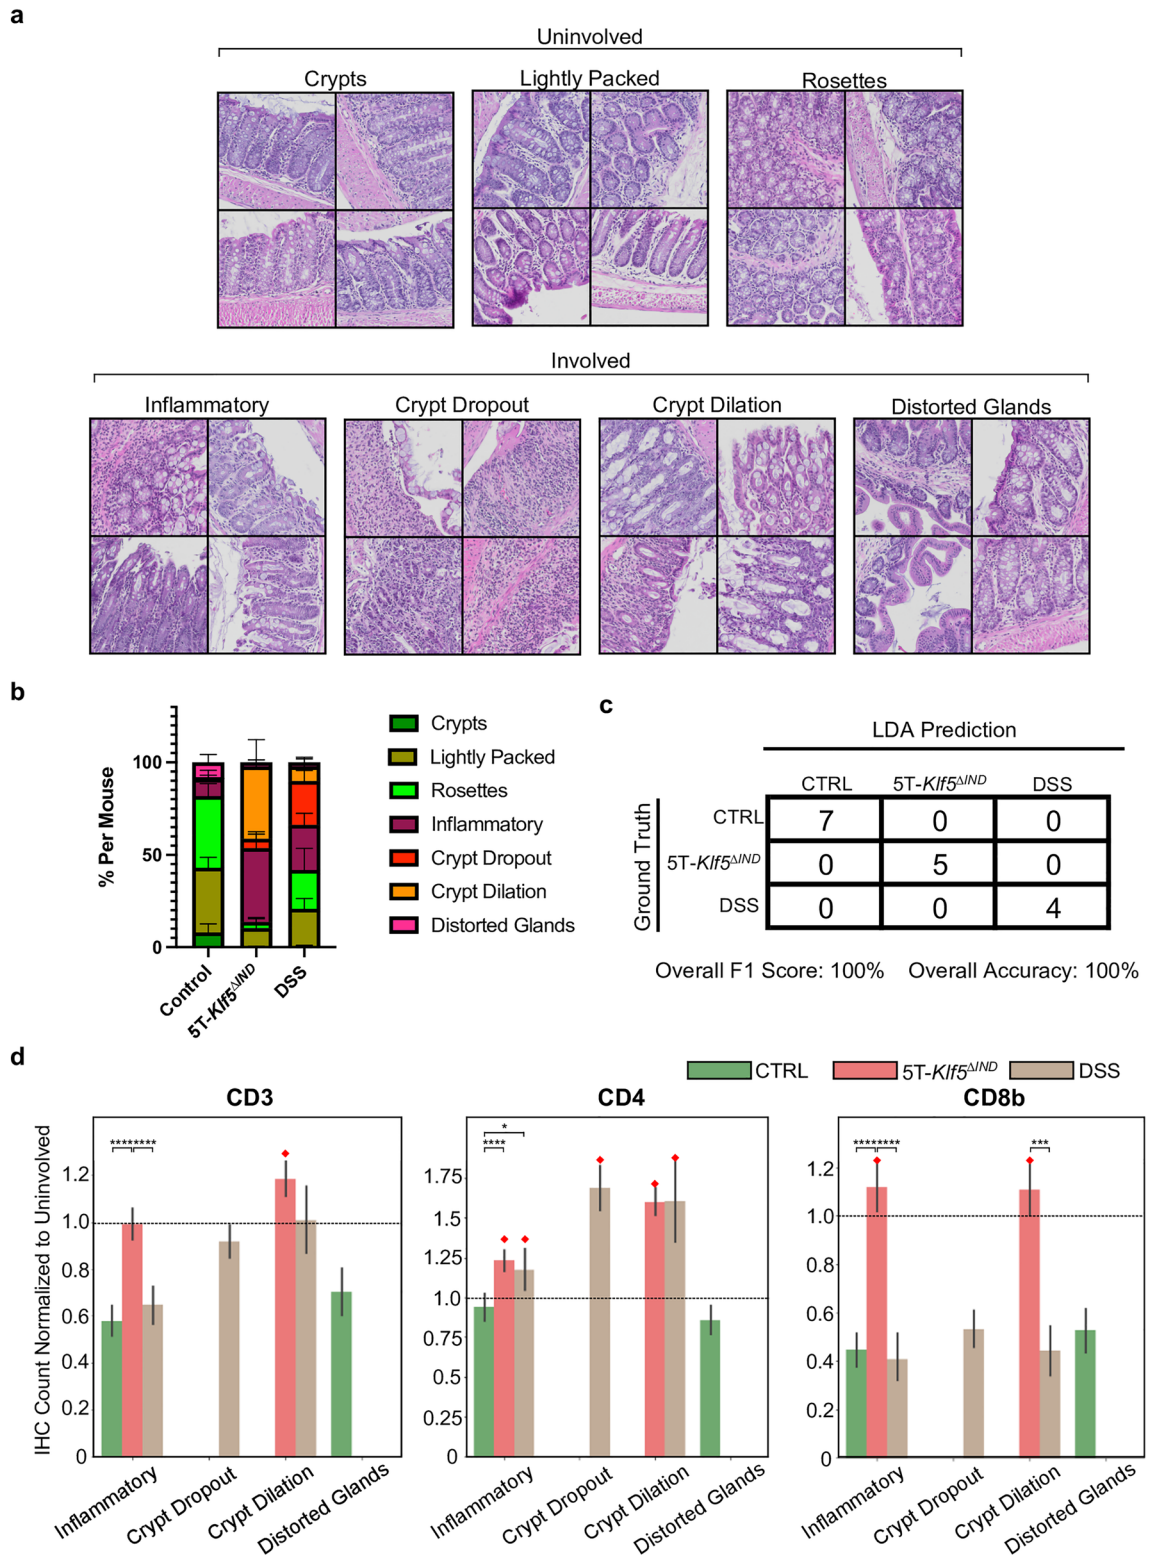 a
Uninvolved
Crypts
Lightly Packed
Rosettes
Involved
Inflammatory
Crypt Dropout
Crypt Dilation
Distorted Glands
b
% Per Mouse
100
50
0
Control
5T-Klf5ΔIND
DSS
Crypts
Lightly Packed
Rosettes
Inflammatory
Crypt Dropout
Crypt Dilation
Distorted Glands
c
LDA Prediction
CTRL 5T-Klf5ΔIND DSS
Ground Truth
CTRL 7 0 0
5T-Klf5ΔIND 0 5 0
DSS 0 0 4
Overall F1 Score: 100% Overall Accuracy: 100%
d
CTRL 5T-Klf5ΔIND DSS
IHC Count Normalized to Uninvolved
CD3
********
1.2
1.0
0.8
0.6
0.4
0.2
0
Inflammatory
Crypt Dropout
Crypt Dilation
Distorted Glands
CD4
*
****
1.75
1.5
1.25
1.0
0.75
0.5
0.25
0
Inflammatory
Crypt Dropout
Crypt Dilation
Distorted Glands
CD8b
********
***
1.2
1.0
0.8
0.6
0.4
0.2
0
Inflammatory
Crypt Dropout
Crypt Dilation
Distorted Glands